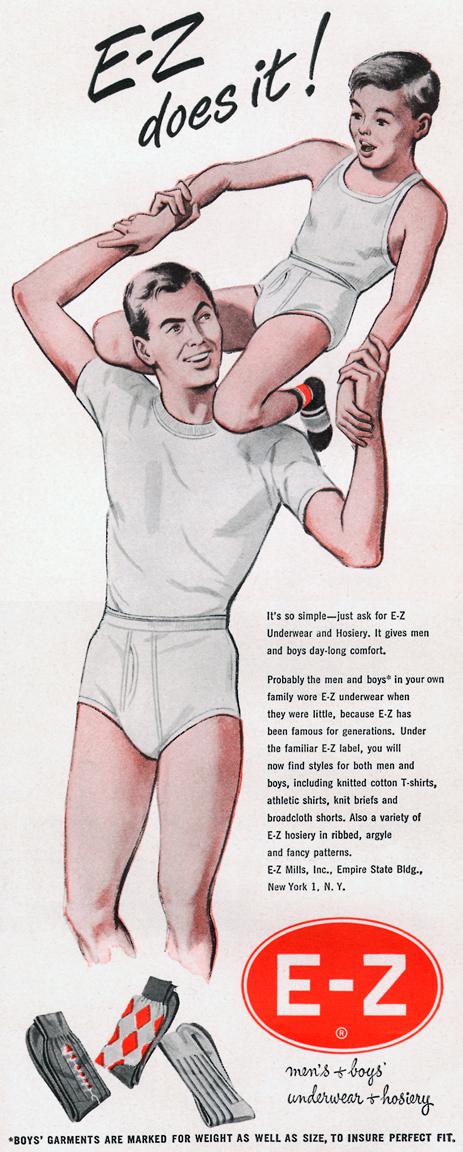 E-Z
does it!
It's so simple—just ask for E-Z
Underwear and Hosiery. It gives men
and boys day-long comfort.
Probably the men and boys* in your own
family wore E-Z underwear when
they were little, because E-Z has
been famous for generations. Under
the familiar E-Z label, you will
now find styles for both men and
boys, including knitted cotton T-shirts,
athletic shirts, knit briefs and
broadcloth shorts. Also a variety of
E-Z hosiery in ribbed, argyle
and fancy patterns.
E-Z Mills, Inc., Empire State Bldg.,
New York 1, N. Y.
E-Z
®
men's & boys'
underwear & hosiery
*BOYS' GARMENTS ARE MARKED FOR WEIGHT AS WELL AS SIZE, TO INSURE PERFECT FIT.